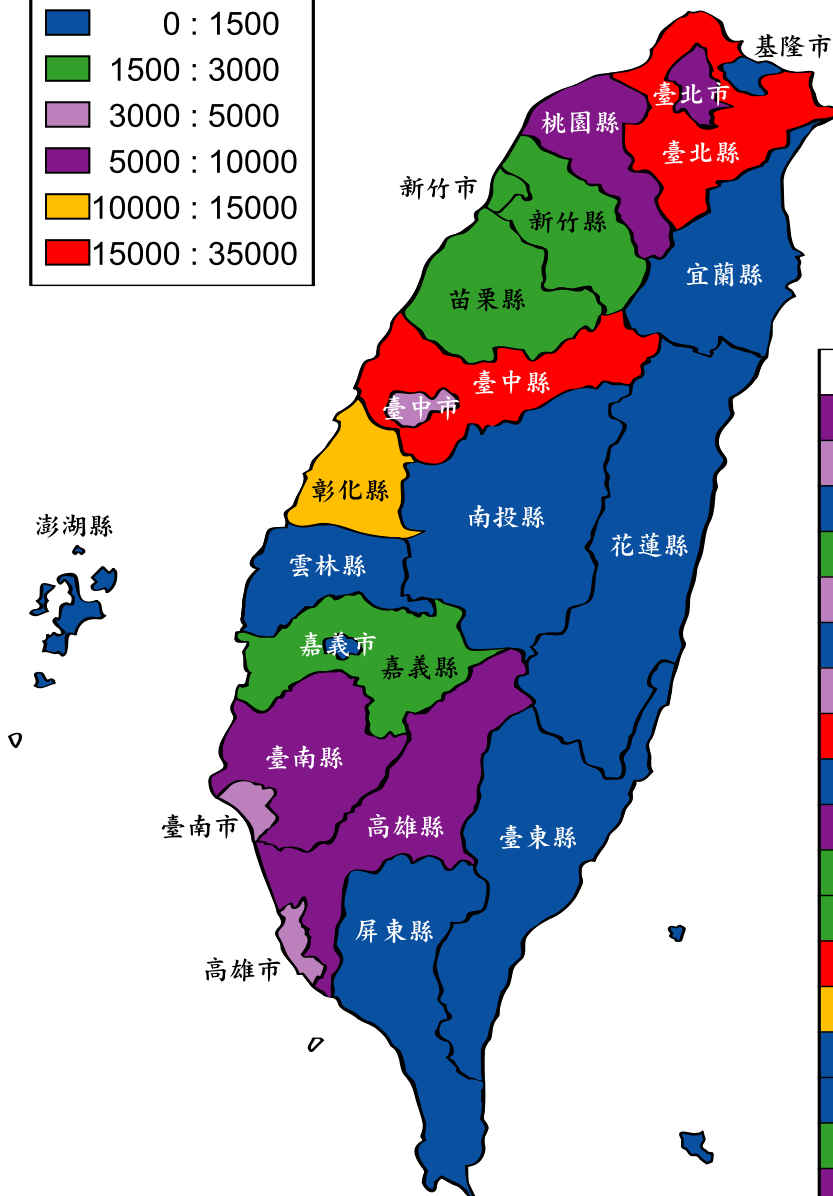 0 : 1500
1500 : 3000
3000 : 5000
5000 : 10000
10000 : 15000
15000 : 35000
基隆市
臺北市
桃園縣
臺北縣
新竹市
新竹縣
宜蘭縣
苗栗縣
臺中縣
臺中市
彰化縣
南投縣
澎湖縣
花蓮縣
雲林縣
嘉義市
嘉義縣
臺南縣
臺南市
高雄縣
臺東縣
屏東縣
高雄市